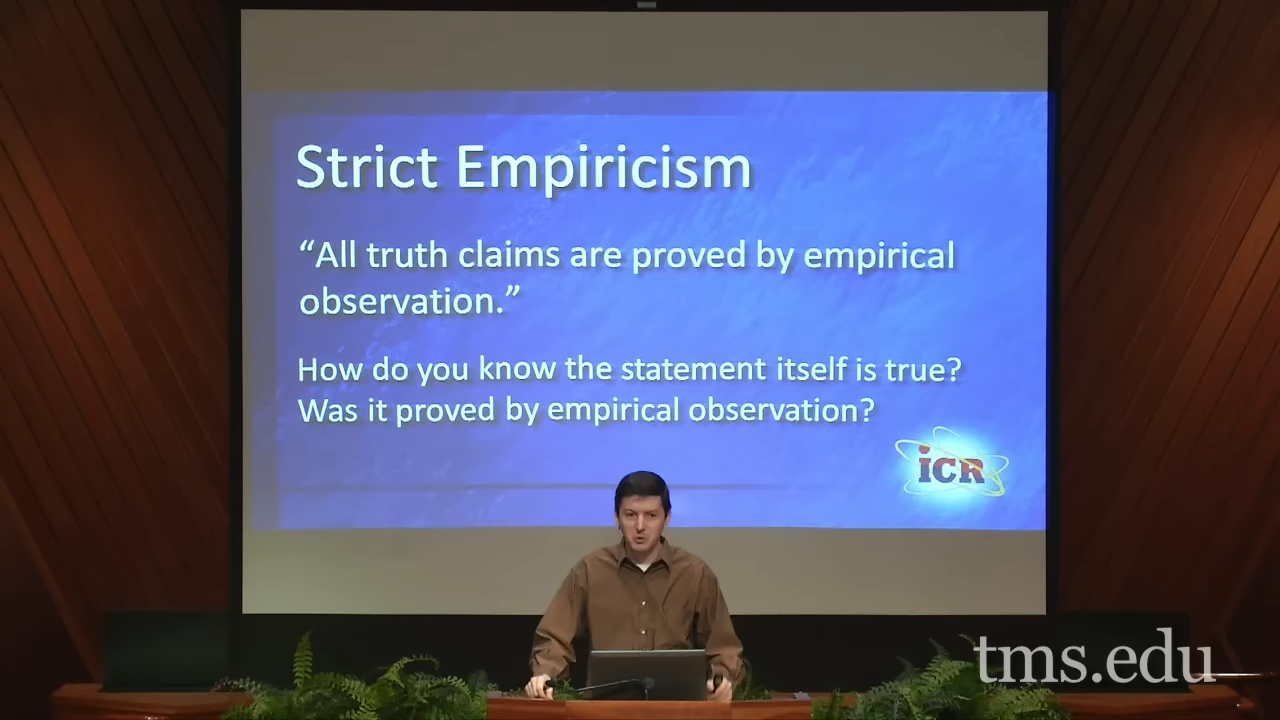 Strict Empiricism
“All truth claims are proved by empirical
observation.”
How do you know the statement itself is true?
Was it proved by empirical observation?
iCR
tms.edu